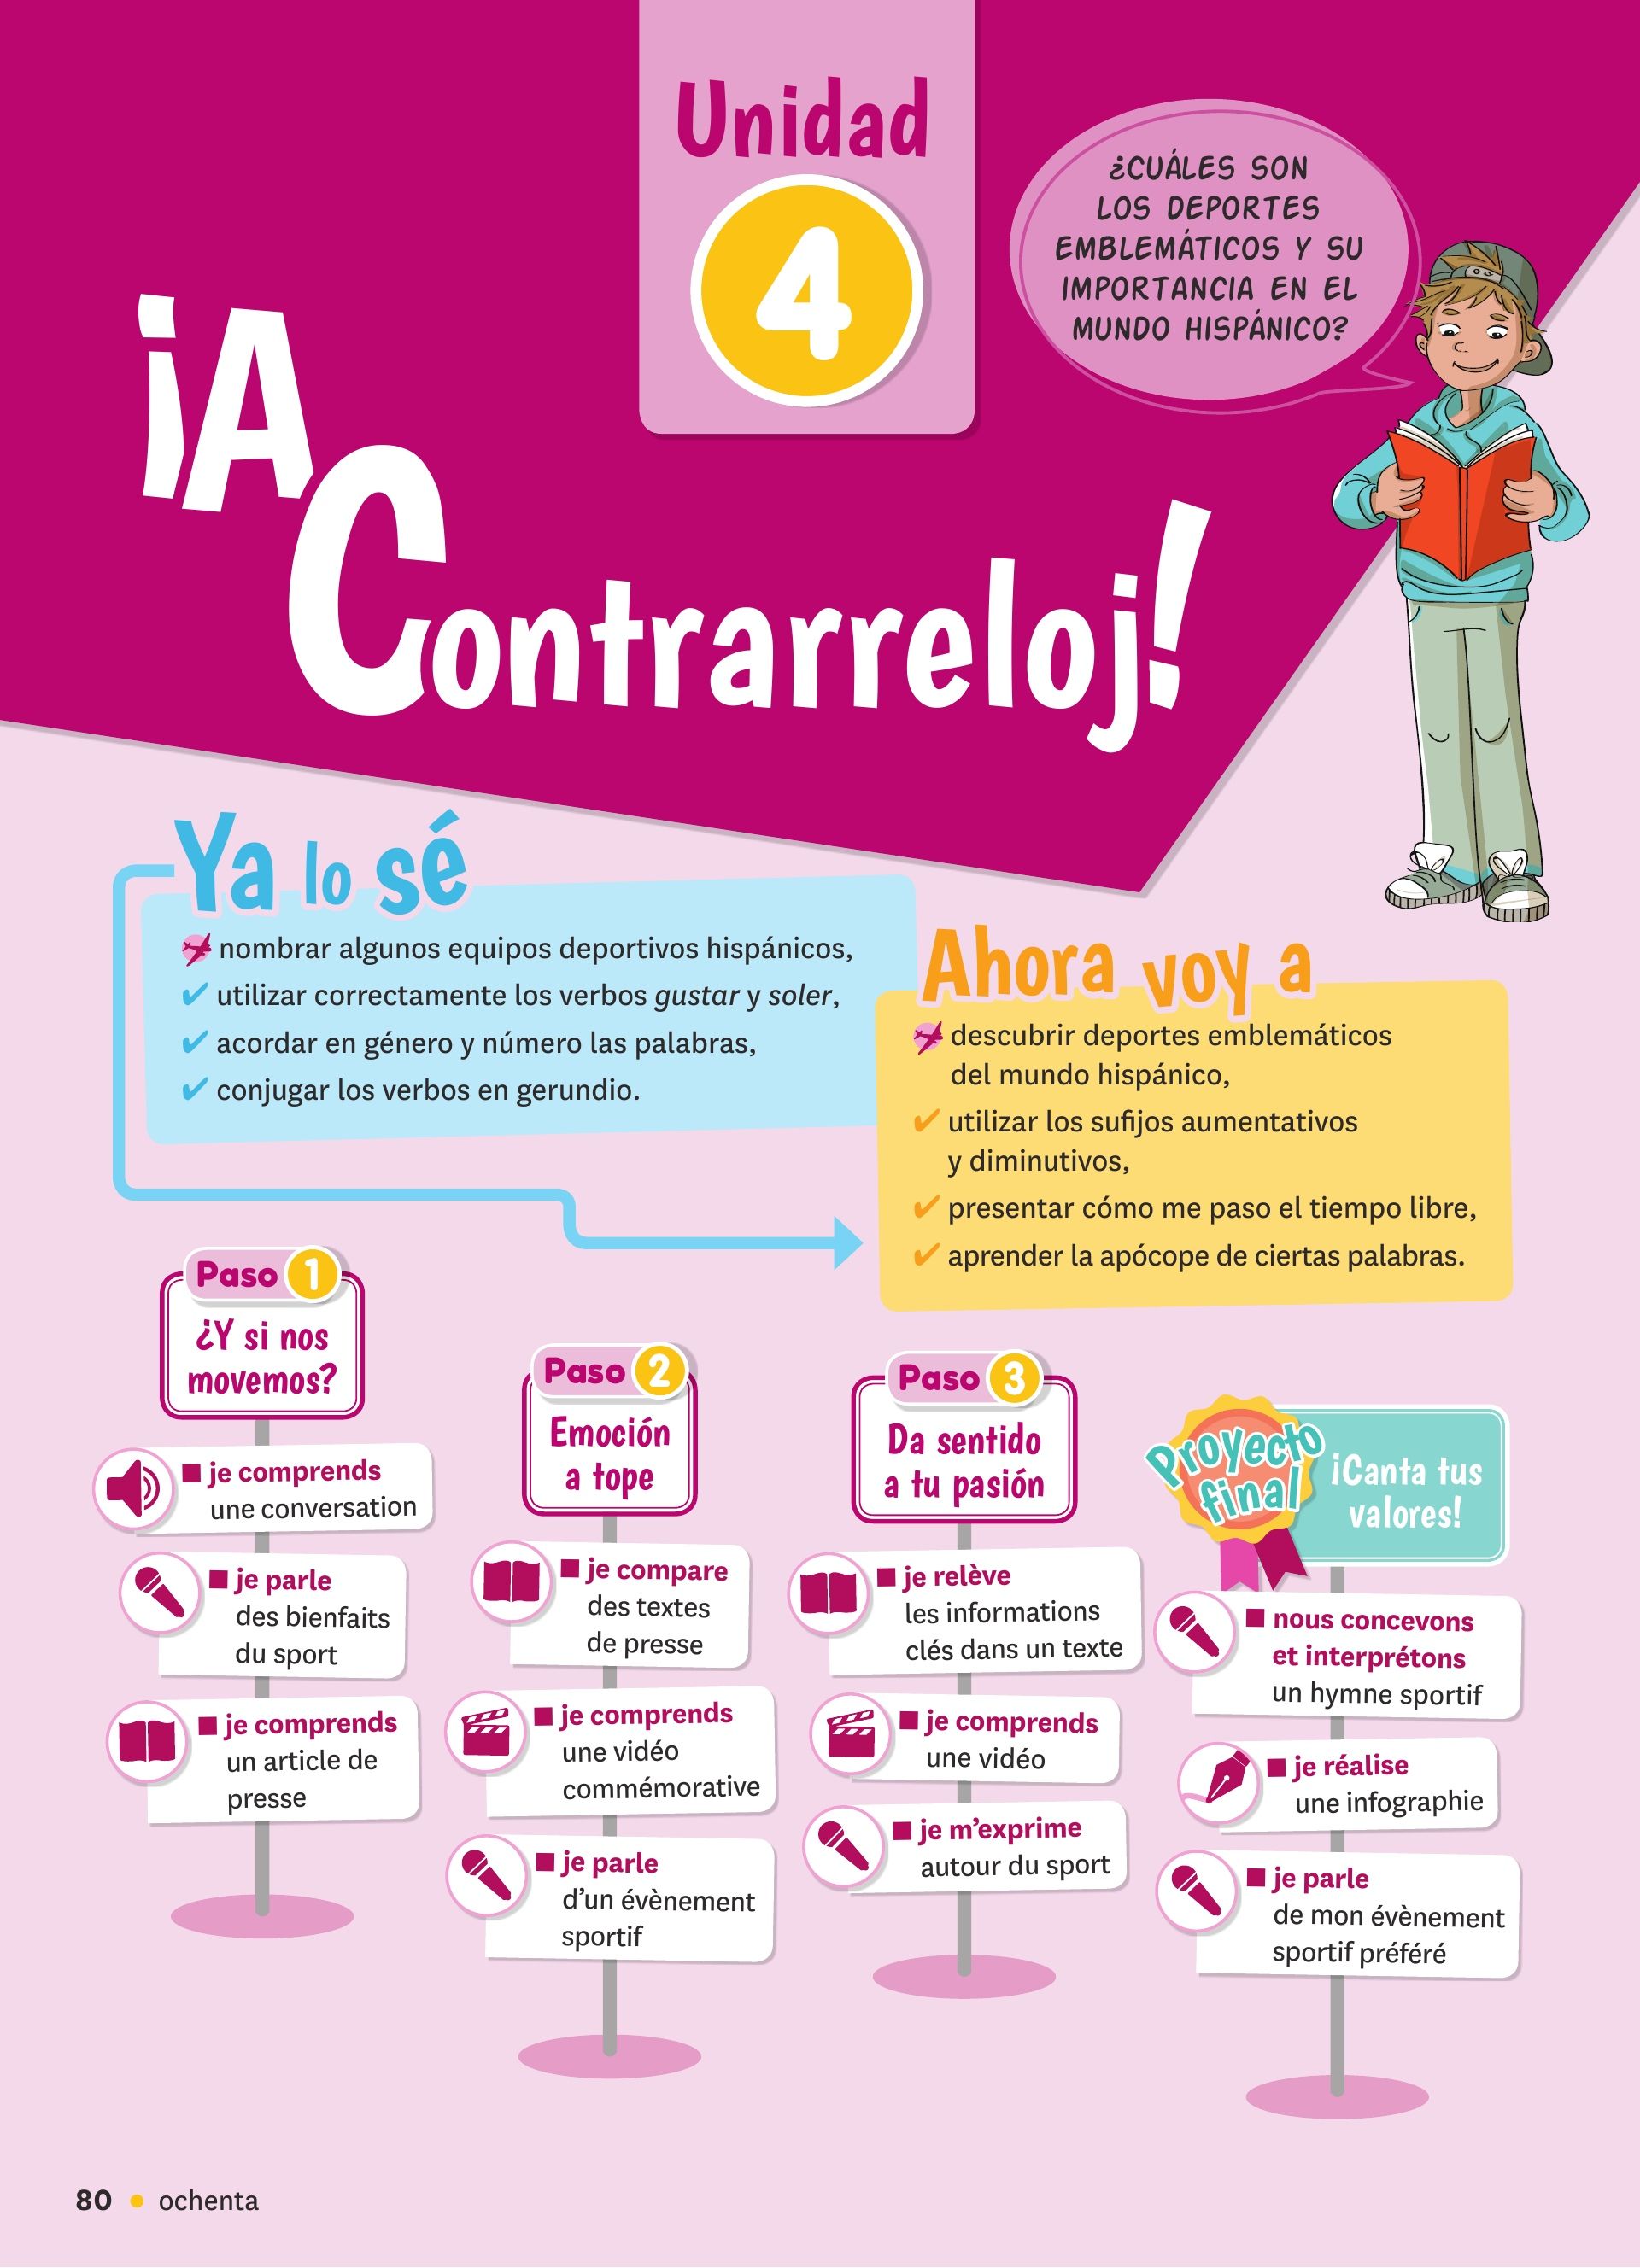 Unidad
4
¿CUÁLES SON
LOS DEPORTES
EMBLEMÁTICOS Y SU
IMPORTANCIA EN EL
MUNDO HISPÁNICO?
¡A
Contrarreloj!
Ya lo sé
nombrar algunos equipos deportivos hispánicos,
✔ utilizar correctamente los verbos gustar y soler,
✔ acordar en género y número las palabras,
✔ conjugar los verbos en gerundio.
Ahora voy a
descubrir deportes emblemáticos
del mundo hispánico,
✔ utilizar los sufijos aumentativos
y diminutivos,
✔ presentar cómo me paso el tiempo libre,
✔ aprender la apócope de ciertas palabras.
Paso 1
¿Y si nos
movemos?
■ je comprends
une conversation
■ je parle
des bienfaits
du sport
■ je comprends
un article de
presse
Paso 2
Emoción
a tope
■ je compare
des textes
de presse
■ je comprends
une vidéo
commémorative
■ je parle
d'un évènement
sportif
Paso 3
Da sentido
a tu pasión
■ je relève
les informations
clés dans un texte
■ je comprends
une vidéo
■ je m'exprime
autour du sport
Proyecto
final
¡Canta tus
valores!
■ nous concevons
et interprétons
un hymne sportif
■ je réalise
une infographie
■ je parle
de mon évènement
sportif préféré
80 • ochenta